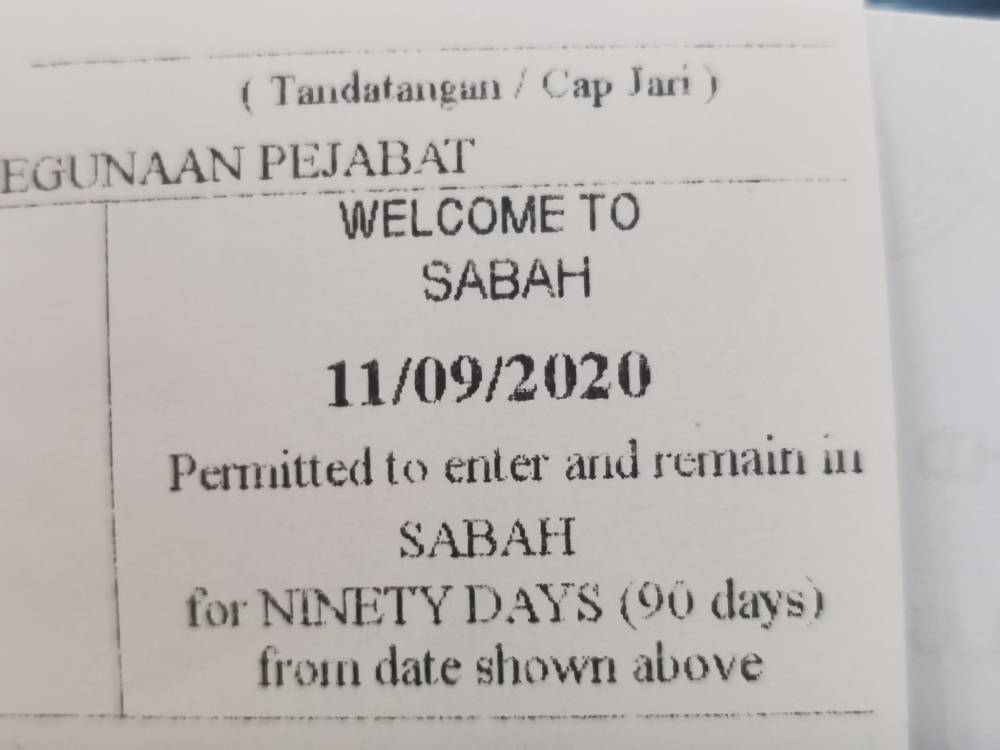 ( Tandatangan / Cap Jari )
EGUNAAN PEJABAT
WELCOME TO
SABAH
11/09/2020
Permitted to enter and remain in
SABAH
for NINETY DAYS (90 days)
from date shown above